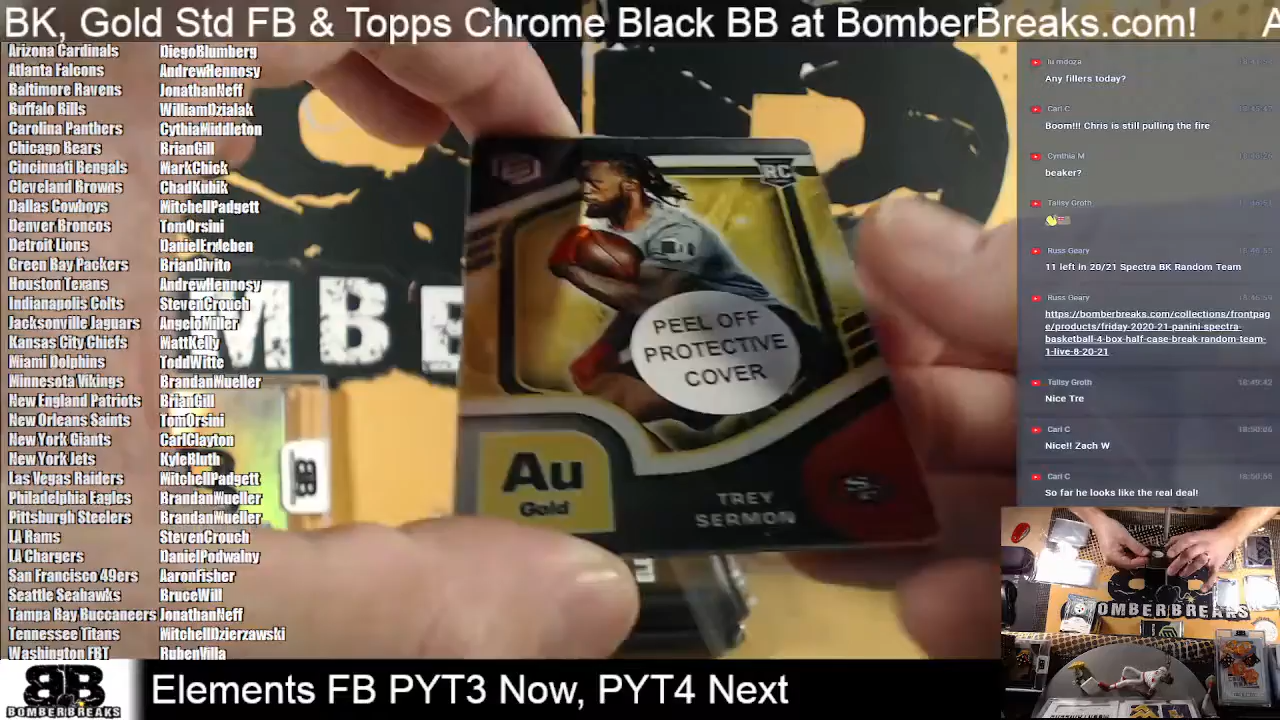 BK, Gold Std FB & Topps Chrome Black BB at BomberBreaks.com!
Arizona Cardinals DiegoBlumberg
Atlanta Falcons AndrewHennosy
Baltimore Ravens JonathanNeff
Buffalo Bills WilliamDzialak
Carolina Panthers CythiaMiddleton
Chicago Bears BrianGill
Cincinnati Bengals MarkChick
Cleveland Browns ChadKubik
Dallas Cowboys MitchellPadgett
Denver Broncos TomOrsini
Detroit Lions DanielErxleben
Green Bay Packers BrianDivito
Houston Texans AndrewHennosy
Indianapolis Colts StevenCrouch
Jacksonville Jaguars AngeloMiller
Kansas City Chiefs MattKelly
Miami Dolphins ToddWitte
Minnesota Vikings BrandanMueller
New England Patriots BrianGill
New Orleans Saints TomOrsini
New York Giants CarlClayton
New York Jets KyleBluth
Las Vegas Raiders MitchellPadgett
Philadelphia Eagles BrandanMueller
Pittsburgh Steelers BrandanMueller
LA Rams StevenCrouch
LA Chargers DanielPodwalny
San Francisco 49ers AaronFisher
Seattle Seahawks BruceWill
Tampa Bay Buccaneers JonathanNeff
Tennessee Titans MitchellDzierzawski
Washington FBT RubenVilla
RC
PEEL OFF
PROTECTIVE
COVER
Au
Gold
TREY
SERMON
lu mdoza
Any fillers today?
Carl C
Boom!!! Chris is still pulling the fire
Cynthia M
beaker?
Tallsy Groth
Russ Geary
11 left in 20/21 Spectra BK Random Team
Russ Geary
https://bomberbreaks.com/collections/frontpag
e/products/friday-2020-21-panini-spectra-
basketball-4-box-half-case-break-random-team-
1-live-8-20-21
Tallsy Groth
Nice Tre
Carl C
Nice!! Zach W
Carl C
So far he looks like the real deal!
BOMBERBREAKS
BOMBERBREAKS
Elements FB PYT3 Now, PYT4 Next